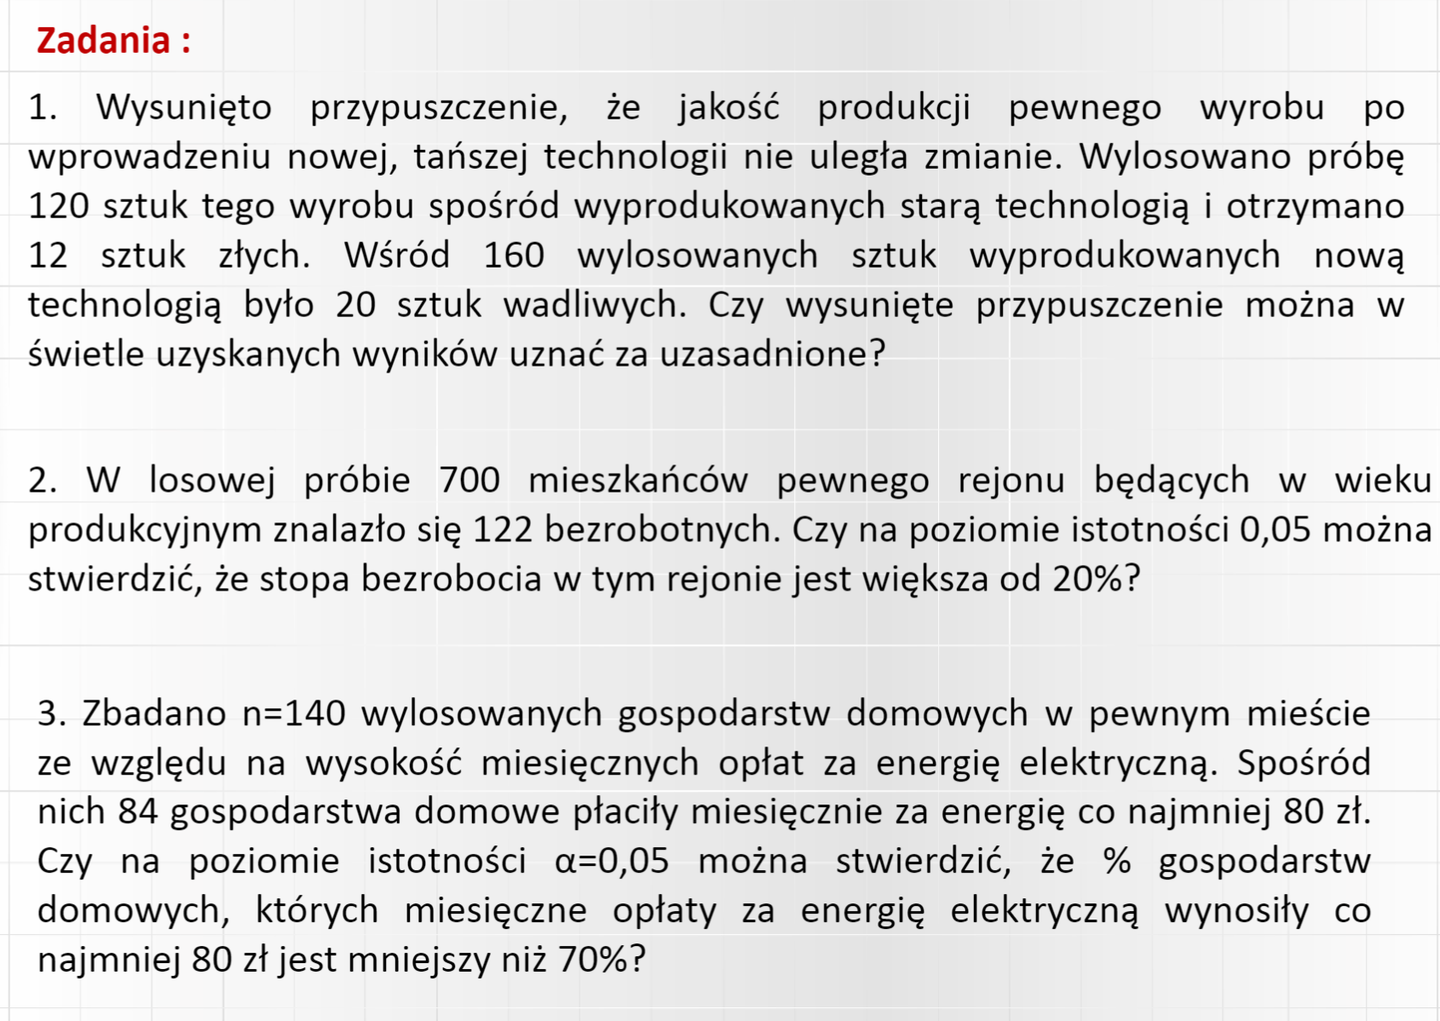 Zadania :
1. Wysunięto przypuszczenie, że jakość produkcji pewnego wyrobu po
wprowadzeniu nowej, tańszej technologii nie uległa zmianie. Wylosowano próbę
120 sztuk tego wyrobu spośród wyprodukowanych starą technologią i otrzymano
12 sztuk złych. Wśród 160 wylosowanych sztuk wyprodukowanych nową
technologią było 20 sztuk wadliwych. Czy wysunięte przypuszczenie można w
świetle uzyskanych wyników uznać za uzasadnione?
2. W losowej próbie 700 mieszkańców pewnego rejonu będących w wieku
produkcyjnym znalazło się 122 bezrobotnych. Czy na poziomie istotności 0,05 można
stwierdzić, że stopa bezrobocia w tym rejonie jest większa od 20%?
3. Zbadano n=140 wylosowanych gospodarstw domowych w pewnym mieście
ze względu na wysokość miesięcznych opłat za energię elektryczną. Spośród
nich 84 gospodarstwa domowe płaciły miesięcznie za energię co najmniej 80 zł.
Czy na poziomie istotności α=0,05 można stwierdzić, że % gospodarstw
domowych, których miesięczne opłaty za energię elektryczną wynosiły co
najmniej 80 zł jest mniejszy niż 70%?